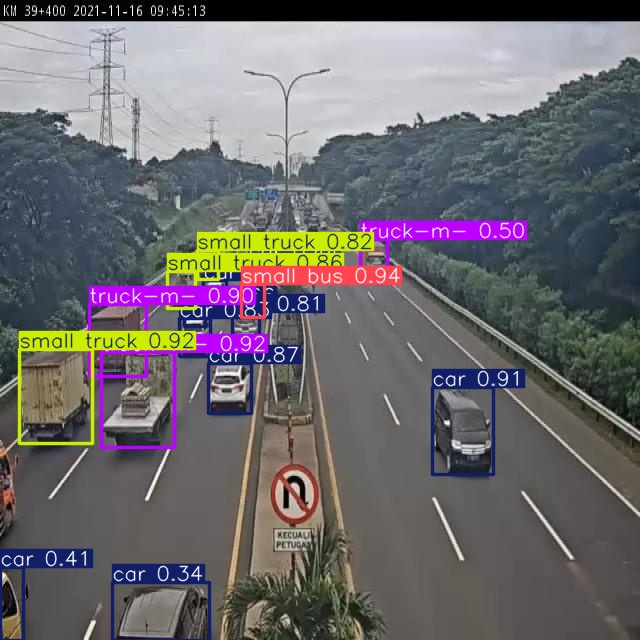 KM 39+400 2021-11-16 09:45:13
small truck 0.82
truck-m- 0.50
small truck 0.86
small bus 0.94
truck-m- 0.90
car 0.81
small truck 0.92
0.92
car 0.87
car 0.91
KECUALI
PETUGAS
car 0.41
car 0.34